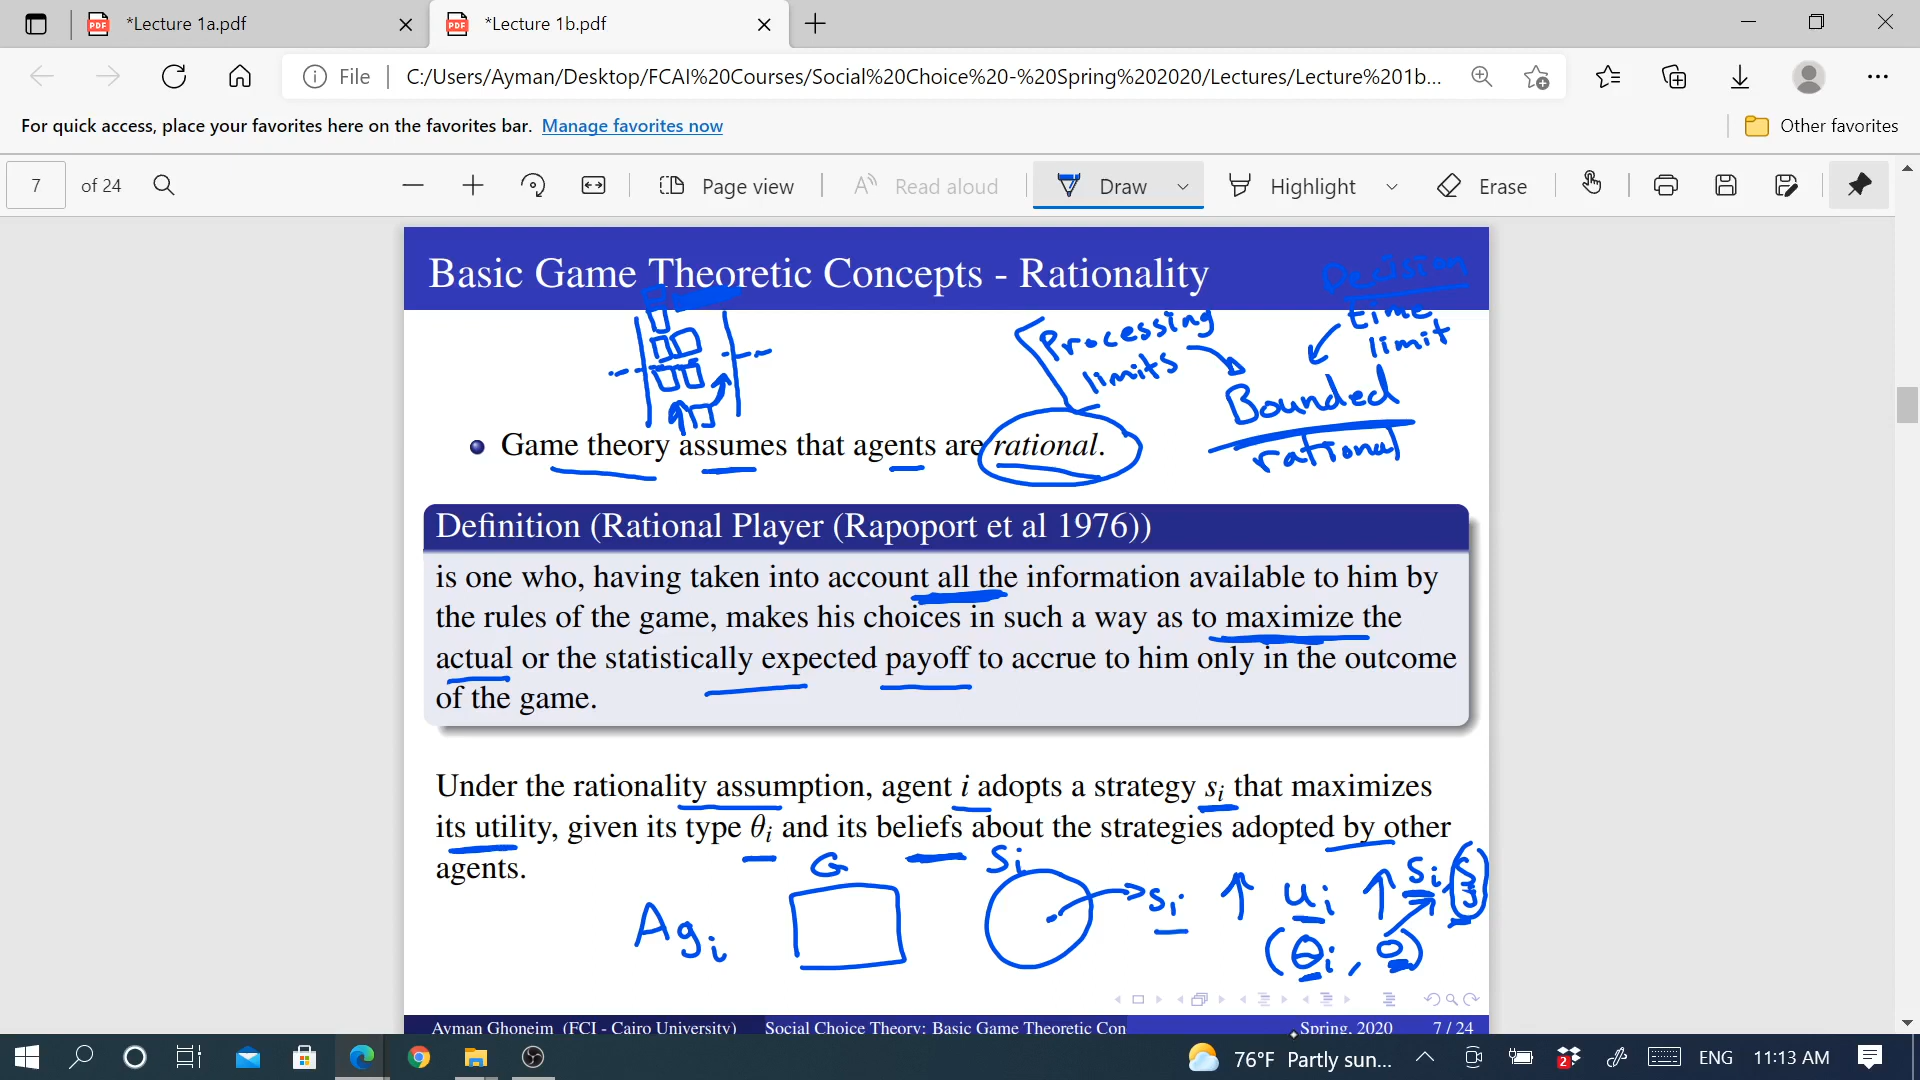 *Lecture 1a.pdf
*Lecture 1b.pdf
File
C:/Users/Ayman/Desktop/FCAI%20Courses/Social%20Choice%20-%20Spring%202020/Lectures/Lecture%201b...
For quick access, place your favorites here on the favorites bar. Manage favorites now
Other favorites
7 of 24
Page view
Read aloud
Draw
Highlight
Erase
Basic Game Theoretic Concepts - Rationality
Decision
time
limit
Processing
limits
Bounded
rational
Game theory assumes that agents are rational.
Definition (Rational Player (Rapoport et al 1976))
is one who, having taken into account all the information available to him by
the rules of the game, makes his choices in such a way as to maximize the
actual or the statistically expected payoff to accrue to him only in the outcome
of the game.
Under the rationality assumption, agent i adopts a strategy sᵢ that maximizes
its utility, given its type θᵢ and its beliefs about the strategies adopted by other
agents.
G Sᵢ
Agᵢ sᵢ ↑ uᵢ ↑ sᵢ
(θᵢ,
Ayman Ghoneim (FCI - Cairo University) Social Choice Theory: Basic Game Theoretic Con Spring, 2020 7 / 24
76°F Partly sun...
2
ENG
11:13 AM